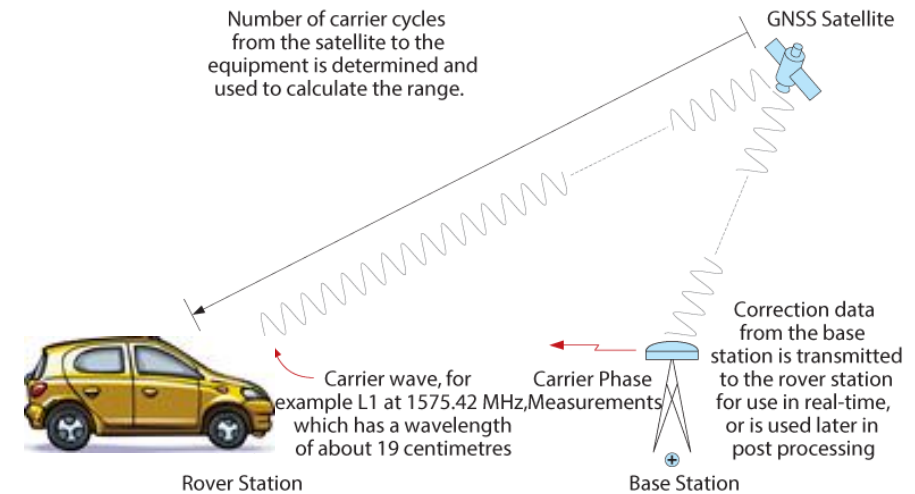 Number of carrier cycles
from the satellite to the
equipment is determined and
used to calculate the range.
GNSS Satellite
Correction data
from the base
station is transmitted
to the rover station
for use in real-time,
or is used later in
post processing
Carrier wave, for
example L1 at 1575.42 MHz,
which has a wavelength
of about 19 centimetres
Carrier Phase
Measurements
Rover Station
Base Station